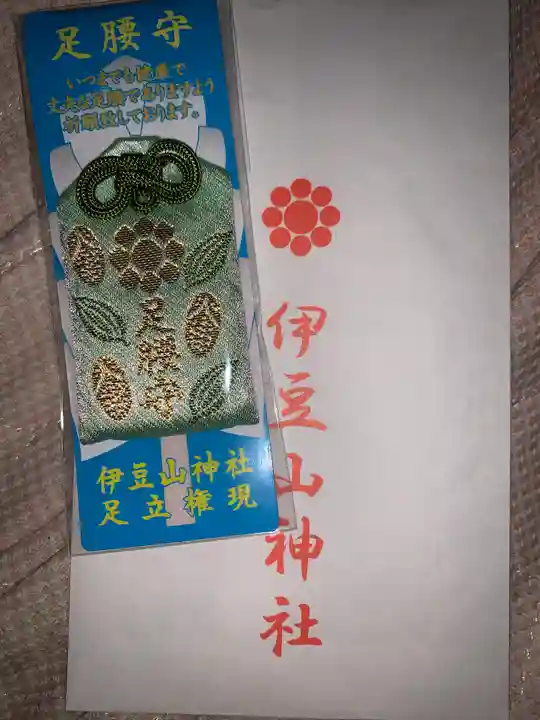 足腰守
いつまでも健康で
丈夫な足腰でありますよう
祈願致しております。
足腰守
伊豆山神社
足立権現
伊豆山神社